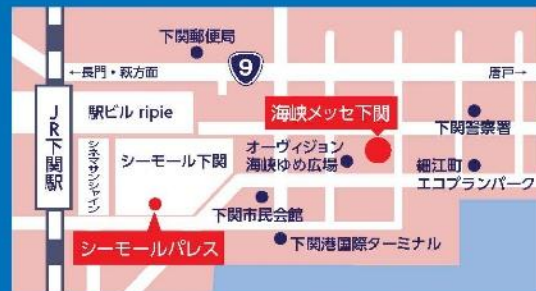 下関郵便局
9
←長門・萩方面
唐戸→
JR下関駅
駅ビル ripie
海峡メッセ下関
下関警察署
シネマサンシャイン
シーモール下関
オーヴィジョン
海峡ゆめ広場
細江町
エコプランパーク
下関市民会館
シーモールパレス
下関港国際ターミナル